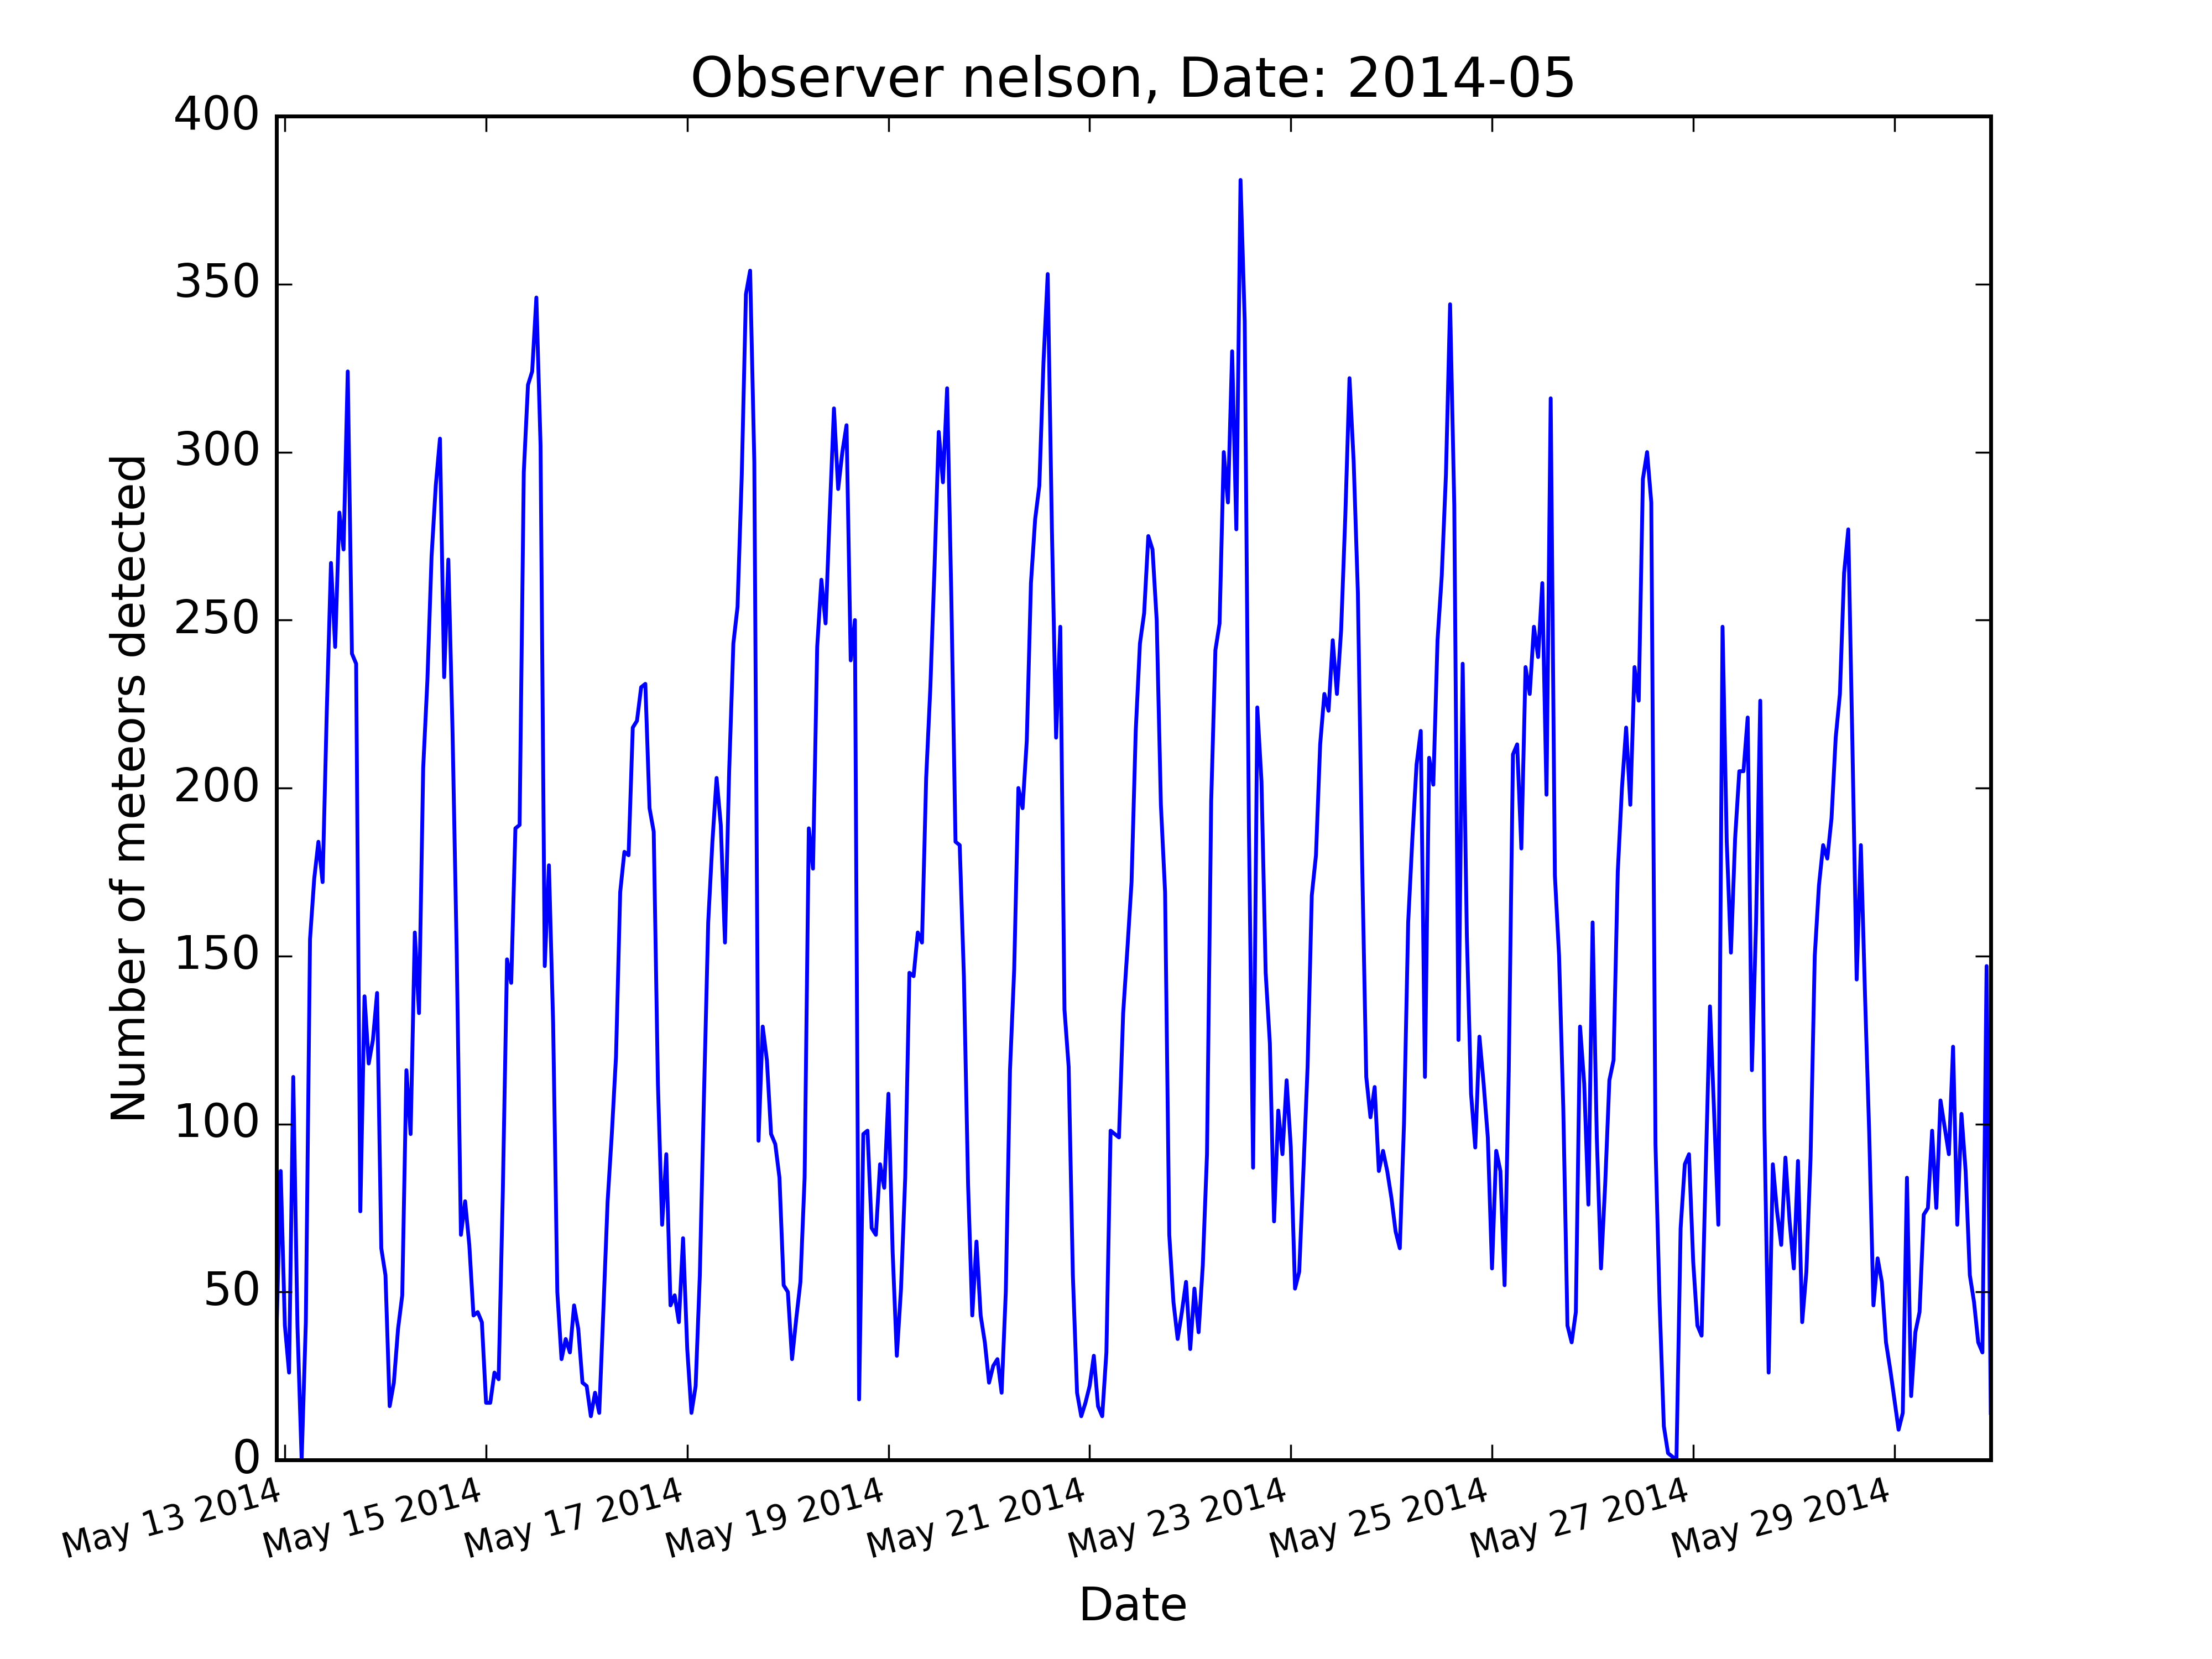 Observer nelson, Date: 2014-05
400
350
300
250
200
150
100
50
0
Number of meteors detected
May 13 2014
May 15 2014
May 17 2014
May 19 2014
May 21 2014
May 23 2014
May 25 2014
May 27 2014
May 29 2014
Date